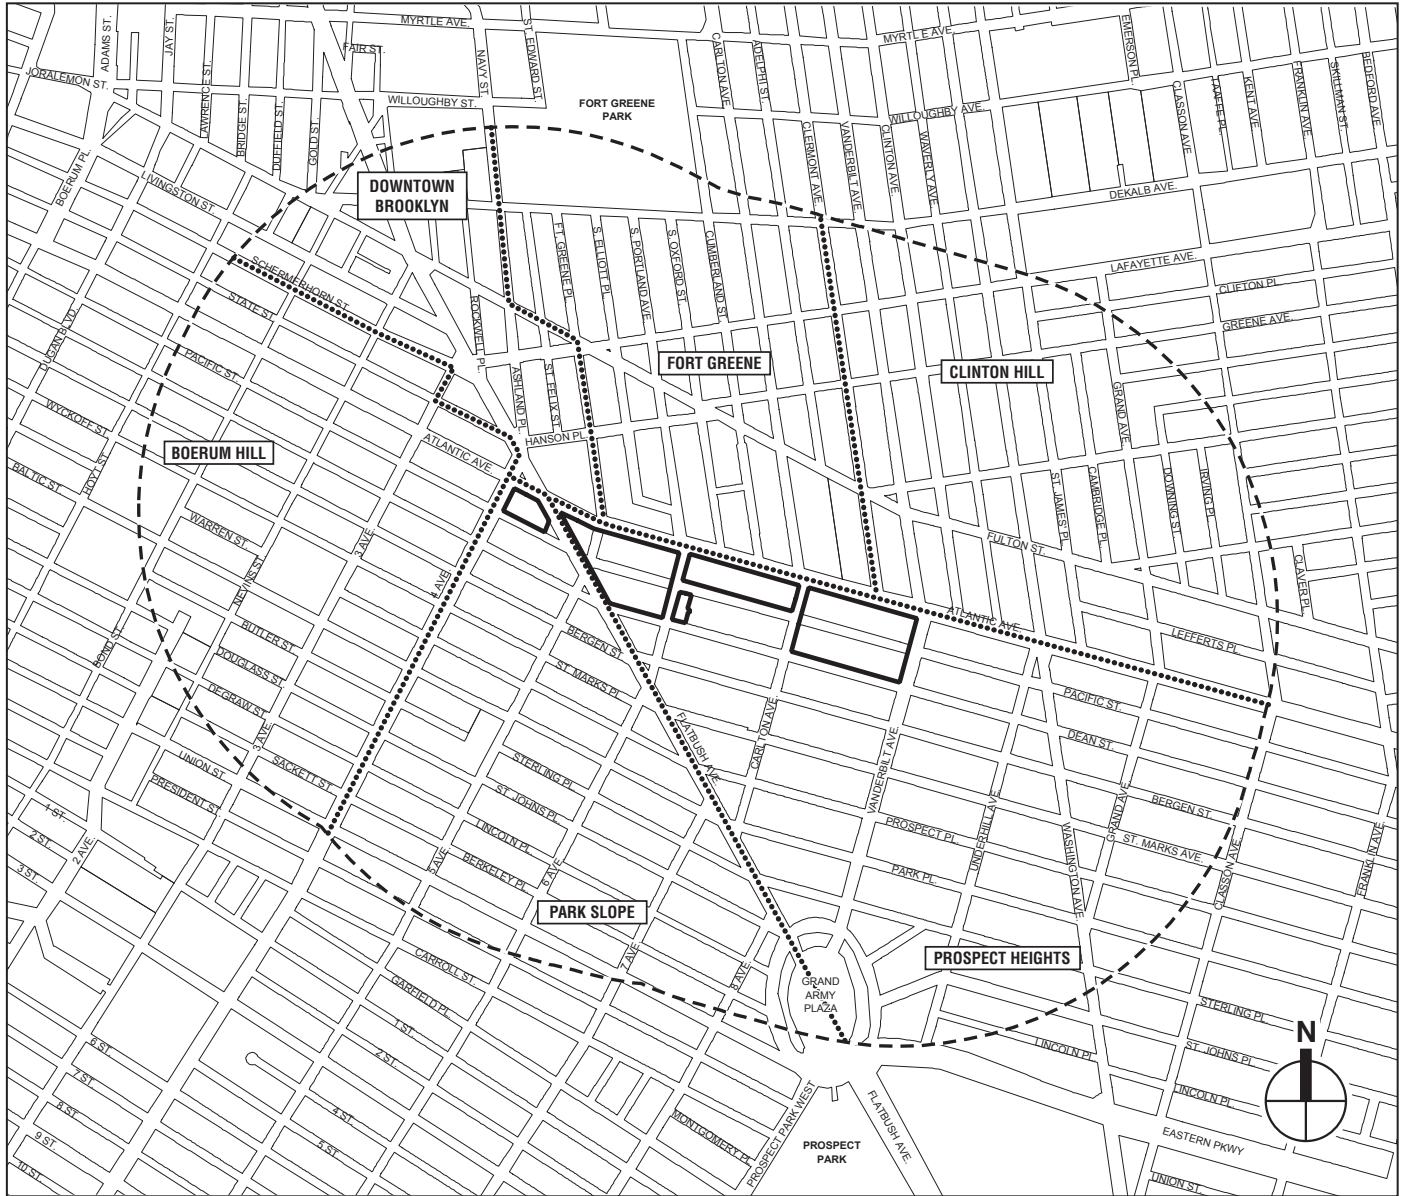 MYRTLE AVE.
MYRTLE AVE.
ADAMS ST.
JAY ST.
FAIR ST.
NAVY ST.
ST. EDWARD ST.
CARLTON AVE.
ADELPHI ST.
EMERSON PL.
JORALEMON ST.
LAWRENCE ST.
BRIDGE ST.
DUFFIELD ST.
GOLD ST.
WILLOUGHBY ST.
FORT GREENE
PARK
WILLOUGHBY AVE.
CLERMONT AVE.
VANDERBILT AVE.
CLINTON AVE.
WAVERLY AVE.
CLASSON AVE.
TAAFFE PL.
KENT AVE.
FRANKLIN AVE.
SKILLMAN ST.
BEDFORD AVE.
BOERUM PL.
LIVINGSTON ST.
DOWNTOWN
BROOKLYN
DEKALB AVE.
SCHERMERHORN ST.
STATE ST.
FT. GREENE PL.
S. ELLIOTT PL.
S. PORTLAND AVE.
S. OXFORD ST.
CUMBERLAND ST.
LAFAYETTE AVE.
CLIFTON PL.
GREENE AVE.
DUGAN BLVD.
PACIFIC ST.
ROCKWELL PL.
ASHLAND PL.
ST. FELIX ST.
FORT GREENE
CLINTON HILL
GRAND AVE.
WYCKOFF ST.
BALTIC ST.
HOYT ST.
BOERUM HILL
ATLANTIC AVE.
HANSON PL.
ST. JAMES' PL.
CAMBRIDGE PL.
DOWNING ST.
IRVING PL.
WARREN ST.
NEVINS ST.
3 AVE.
4 AVE.
FULTON ST.
CLAVER PL.
BOND ST.
BUTLER ST.
DOUGLASS ST.
DEGRAW ST.
BERGEN ST.
ST. MARKS PL.
ATLANTIC AVE.
LEFFERTS PL.
PACIFIC ST.
DEAN ST.
3 AVE.
UNION ST.
PRESIDENT ST.
SACKETT ST.
FLATBUSH AVE.
CARLTON AVE.
VANDERBILT AVE.
STERLING PL.
ST. JOHNS PL.
LINCOLN PL.
BERKELEY PL.
5 AVE.
6 AVE.
UNDERHILL AVE.
WASHINGTON AVE.
GRAND AVE.
BERGEN ST.
ST. MARKS AVE.
PROSPECT PL.
PARK PL.
CLASSON AVE.
FRANKLIN AVE.
1 ST.
2 ST.
3 ST.
2 AVE.
PARK SLOPE
7 AVE.
8 AVE.
PROSPECT HEIGHTS
CARROLL ST.
GARFIELD PL.
1 ST.
2 ST.
4 ST.
5 ST.
GRAND
ARMY
PLAZA
STERLING PL.
ST. JOHNS PL.
LINCOLN PL.
LINCOLN PL.
N
6 ST.
7 ST.
8 ST.
9 ST.
10 ST.
MONTGOMERY PL.
PROSPECT PARK WEST
FLATBUSH AVE.
PROSPECT
PARK
EASTERN PKWY
UNION ST.